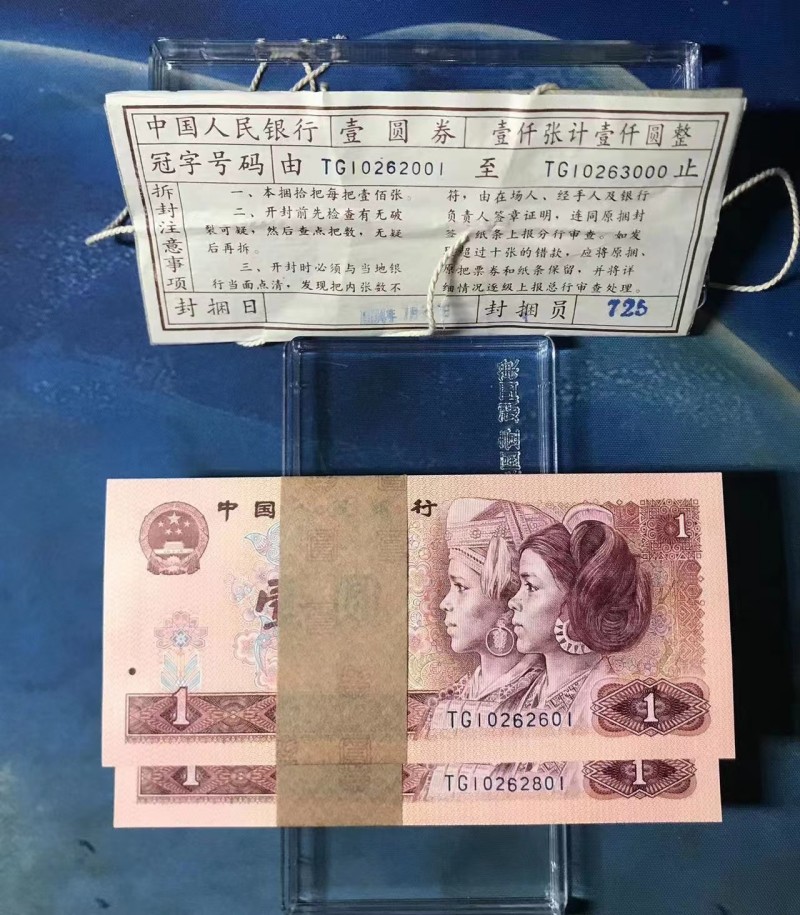 中国人民银行 壹圆券 壹仟张计壹仟圆整
冠字号码 由 TG10262001 至 TG10263000 止
拆封注意事项
一、本捆拾把每把壹佰张。
二、开封前先检查有无破
裂可疑，然后查点把数，无疑
后再拆。
三、开封时必须与当地银
行当面点清，发现把内张数不
符，由在场人、经手人及银行
负责人签章证明，连同原捆封
签、纸条上报分行审查。如发
超过十张的错款，应将原捆、
原把票券和纸条保留，并将详
细情况逐级上报总行审查处理。
封捆日 封捆员 725
中国 行
1
1 TG10262601 1
1 TG10262801 1